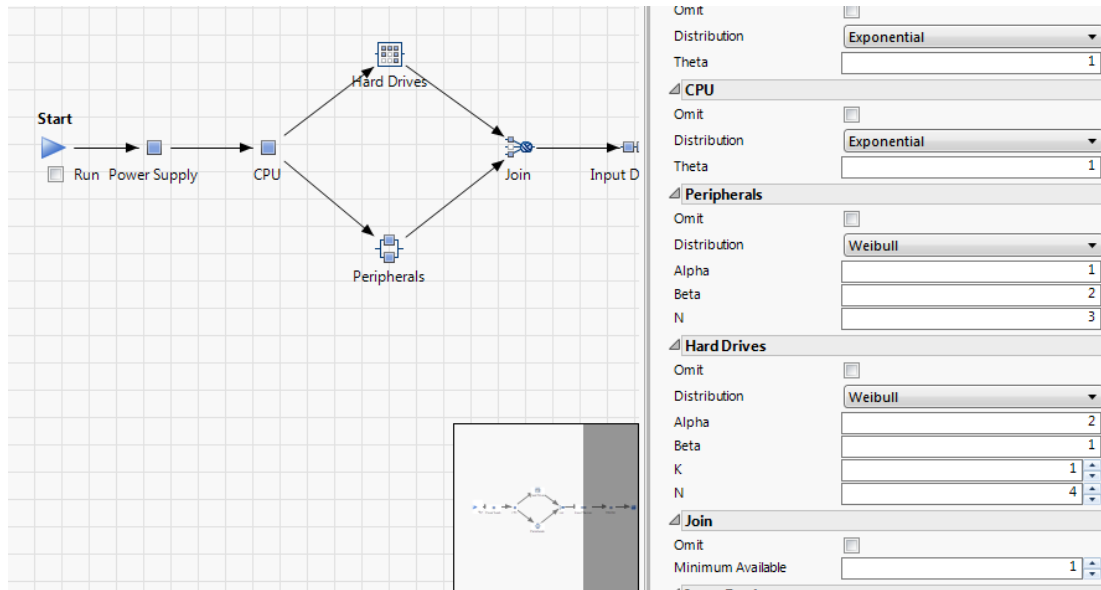 Hard Drives
Start
Run
Power Supply
CPU
Join
Input D
Peripherals
Omit
Distribution
Exponential
Theta
1
CPU
Omit
Distribution
Exponential
Theta
1
Peripherals
Omit
Distribution
Weibull
Alpha
1
Beta
2
N
3
Hard Drives
Omit
Distribution
Weibull
Alpha
2
Beta
1
K
1
N
4
Join
Omit
Minimum Available
1